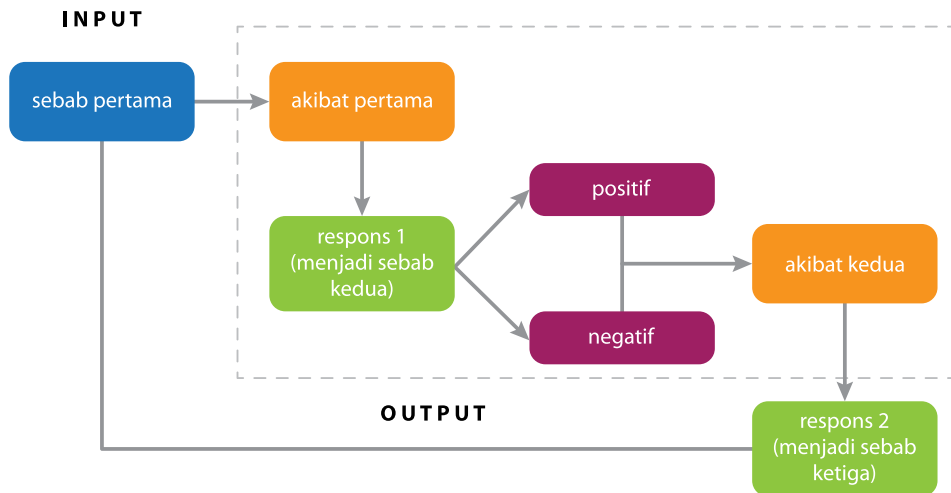 INPUT
sebab pertama
akibat pertama
respons 1
(menjadi sebab
kedua)
positif
negatif
akibat kedua
OUTPUT
respons 2
(menjadi sebab
ketiga)